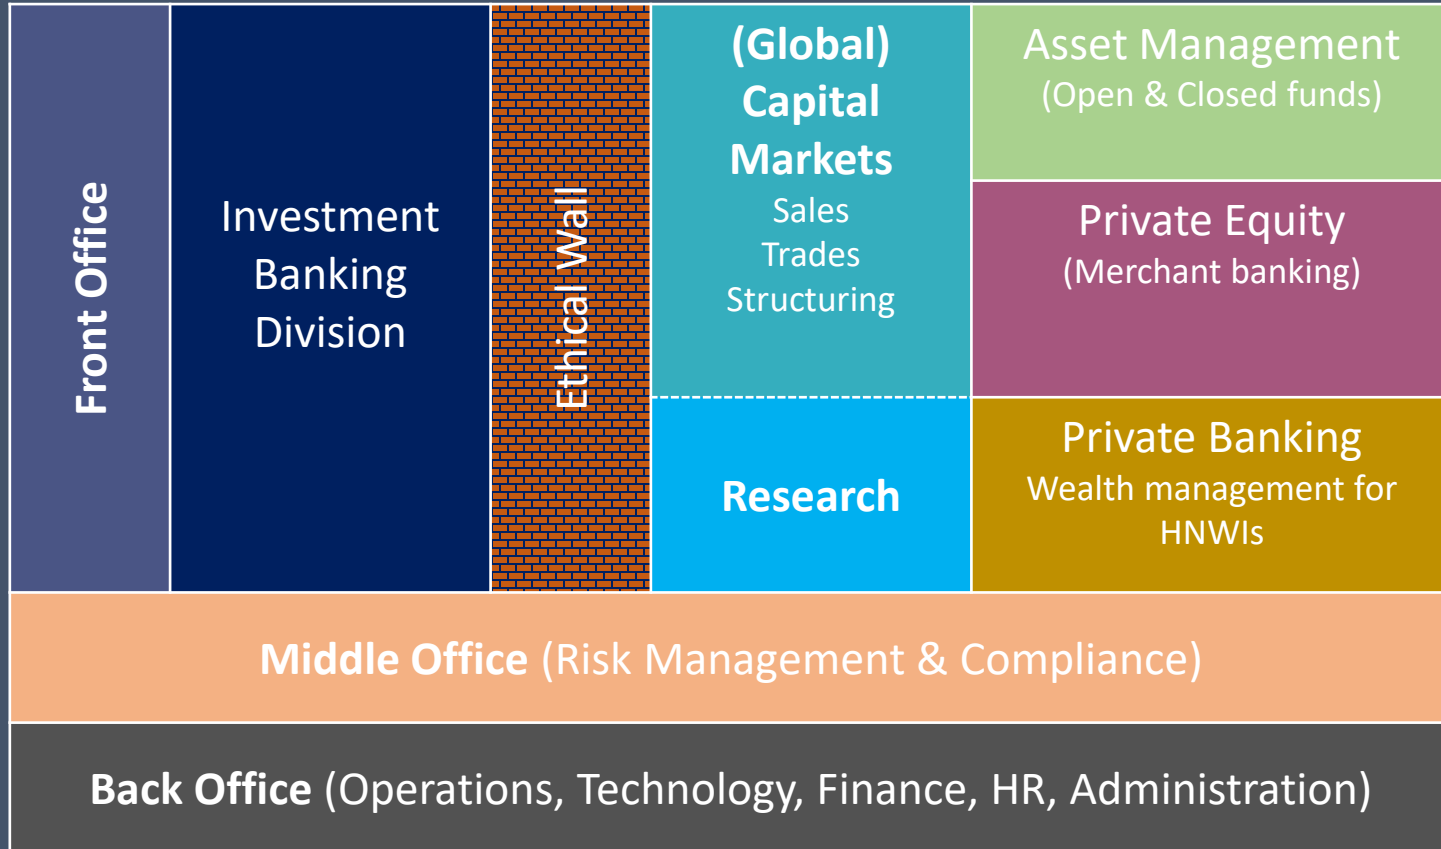 Front Office
Investment
Banking
Division
Ethical Wall
(Global)
Capital
Markets
Sales
Trades
Structuring
Research
Asset Management
(Open & Closed funds)
Private Equity
(Merchant banking)
Private Banking
Wealth management for
HNWIs
Middle Office (Risk Management & Compliance)
Back Office (Operations, Technology, Finance, HR, Administration)